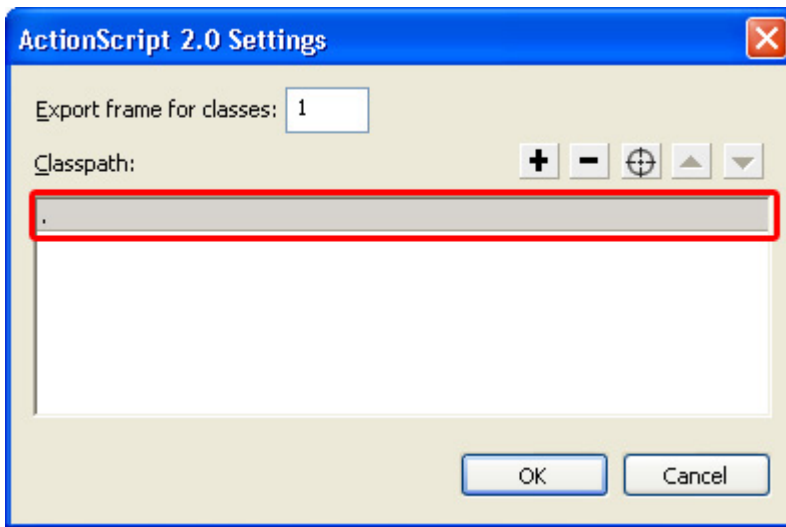 ActionScript 2.0 Settings
Export frame for classes: 1
Classpath:
.
OK Cancel